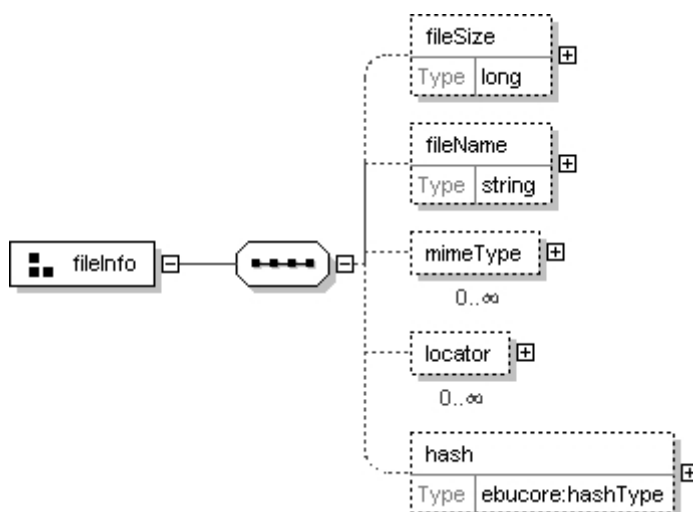 fileSize
Type long
fileName
Type string
fileInfo
mimeType
0..∞
locator
0..∞
hash
Type ebucore:hashType